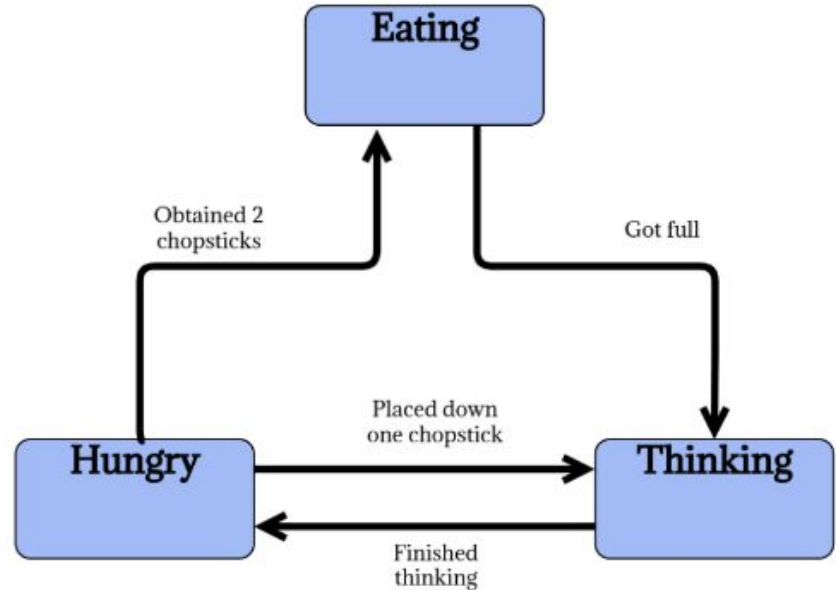 Eating
Obtained 2
chopsticks
Got full
Placed down
one chopstick
Hungry
Thinking
Finished
thinking